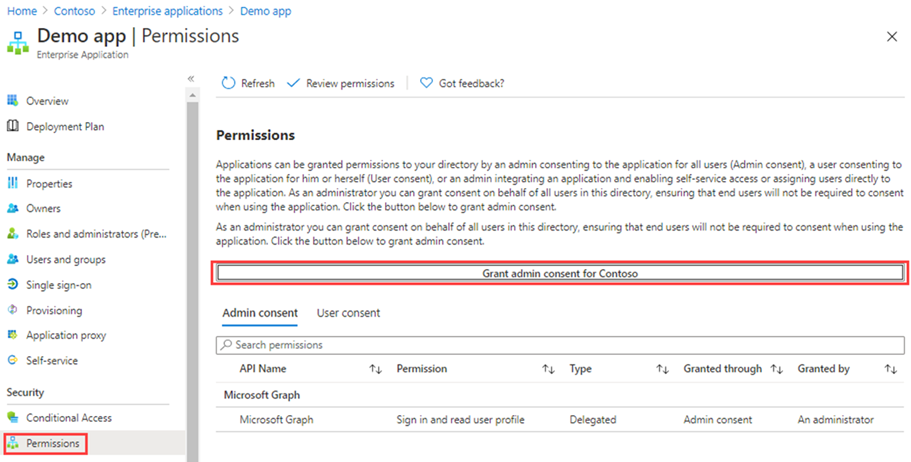 Home > Contoso > Enterprise applications > Demo app
Demo app | Permissions
Enterprise Application
Overview
Deployment Plan
Manage
Properties
Owners
Roles and administrators (Pre...
Users and groups
Single sign-on
Provisioning
Application proxy
Self-service
Security
Conditional Access
Permissions
Refresh
Review permissions
Got feedback?
Permissions
Applications can be granted permissions to your directory by an admin consenting to the application for all users (Admin consent), a user consenting to
the application for him or herself (User consent), or an admin integrating an application and enabling self-service access or assigning users directly to
the application. As an administrator you can grant consent on behalf of all users in this directory, ensuring that end users will not be required to consent
when using the application. Click the button below to grant admin consent.
As an administrator you can grant consent on behalf of all users in this directory, ensuring that end users will not be required to consent when using the
application. Click the button below to grant admin consent.
Grant admin consent for Contoso
Admin consent User consent
Search permissions
API Name Permission Type Granted through Granted by
Microsoft Graph
Microsoft Graph Sign in and read user profile Delegated Admin consent An administrator